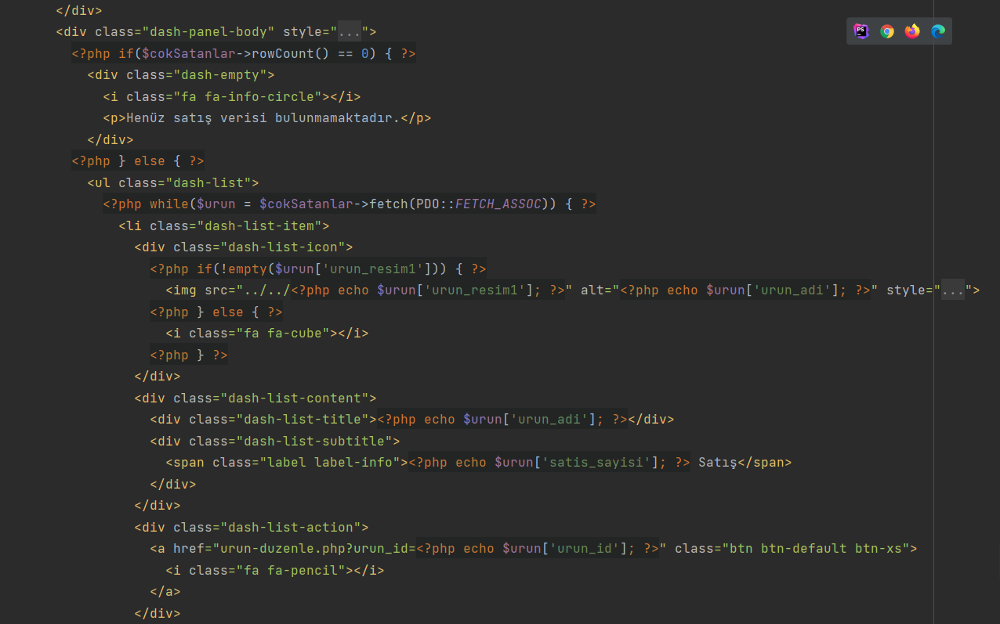 </div>
<div class="dash-panel-body" style="...">
<?php if($cokSatanlar->rowCount() == 0) { ?>
<div class="dash-empty">
<i class="fa fa-info-circle"></i>
<p>Henüz satış verisi bulunmamaktadır.</p>
</div>
<?php } else { ?>
<ul class="dash-list">
<?php while($urun = $cokSatanlar->fetch(PDO::FETCH_ASSOC)) { ?>
<li class="dash-list-item">
<div class="dash-list-icon">
<?php if(!empty($urun['urun_resim1'])) { ?>
<img src="../../<?php echo $urun['urun_resim1']; ?>" alt="<?php echo $urun['urun_adi']; ?>" style="...">
<?php } else { ?>
<i class="fa fa-cube"></i>
<?php } ?>
</div>
<div class="dash-list-content">
<div class="dash-list-title"><?php echo $urun['urun_adi']; ?></div>
<div class="dash-list-subtitle">
<span class="label label-info"><?php echo $urun['satis_sayisi']; ?> Satış</span>
</div>
</div>
<div class="dash-list-action">
<a href="urun-duzenle.php?urun_id=<?php echo $urun['urun_id']; ?>" class="btn btn-default btn-xs">
<i class="fa fa-pencil"></i>
</a>
</div>
PS